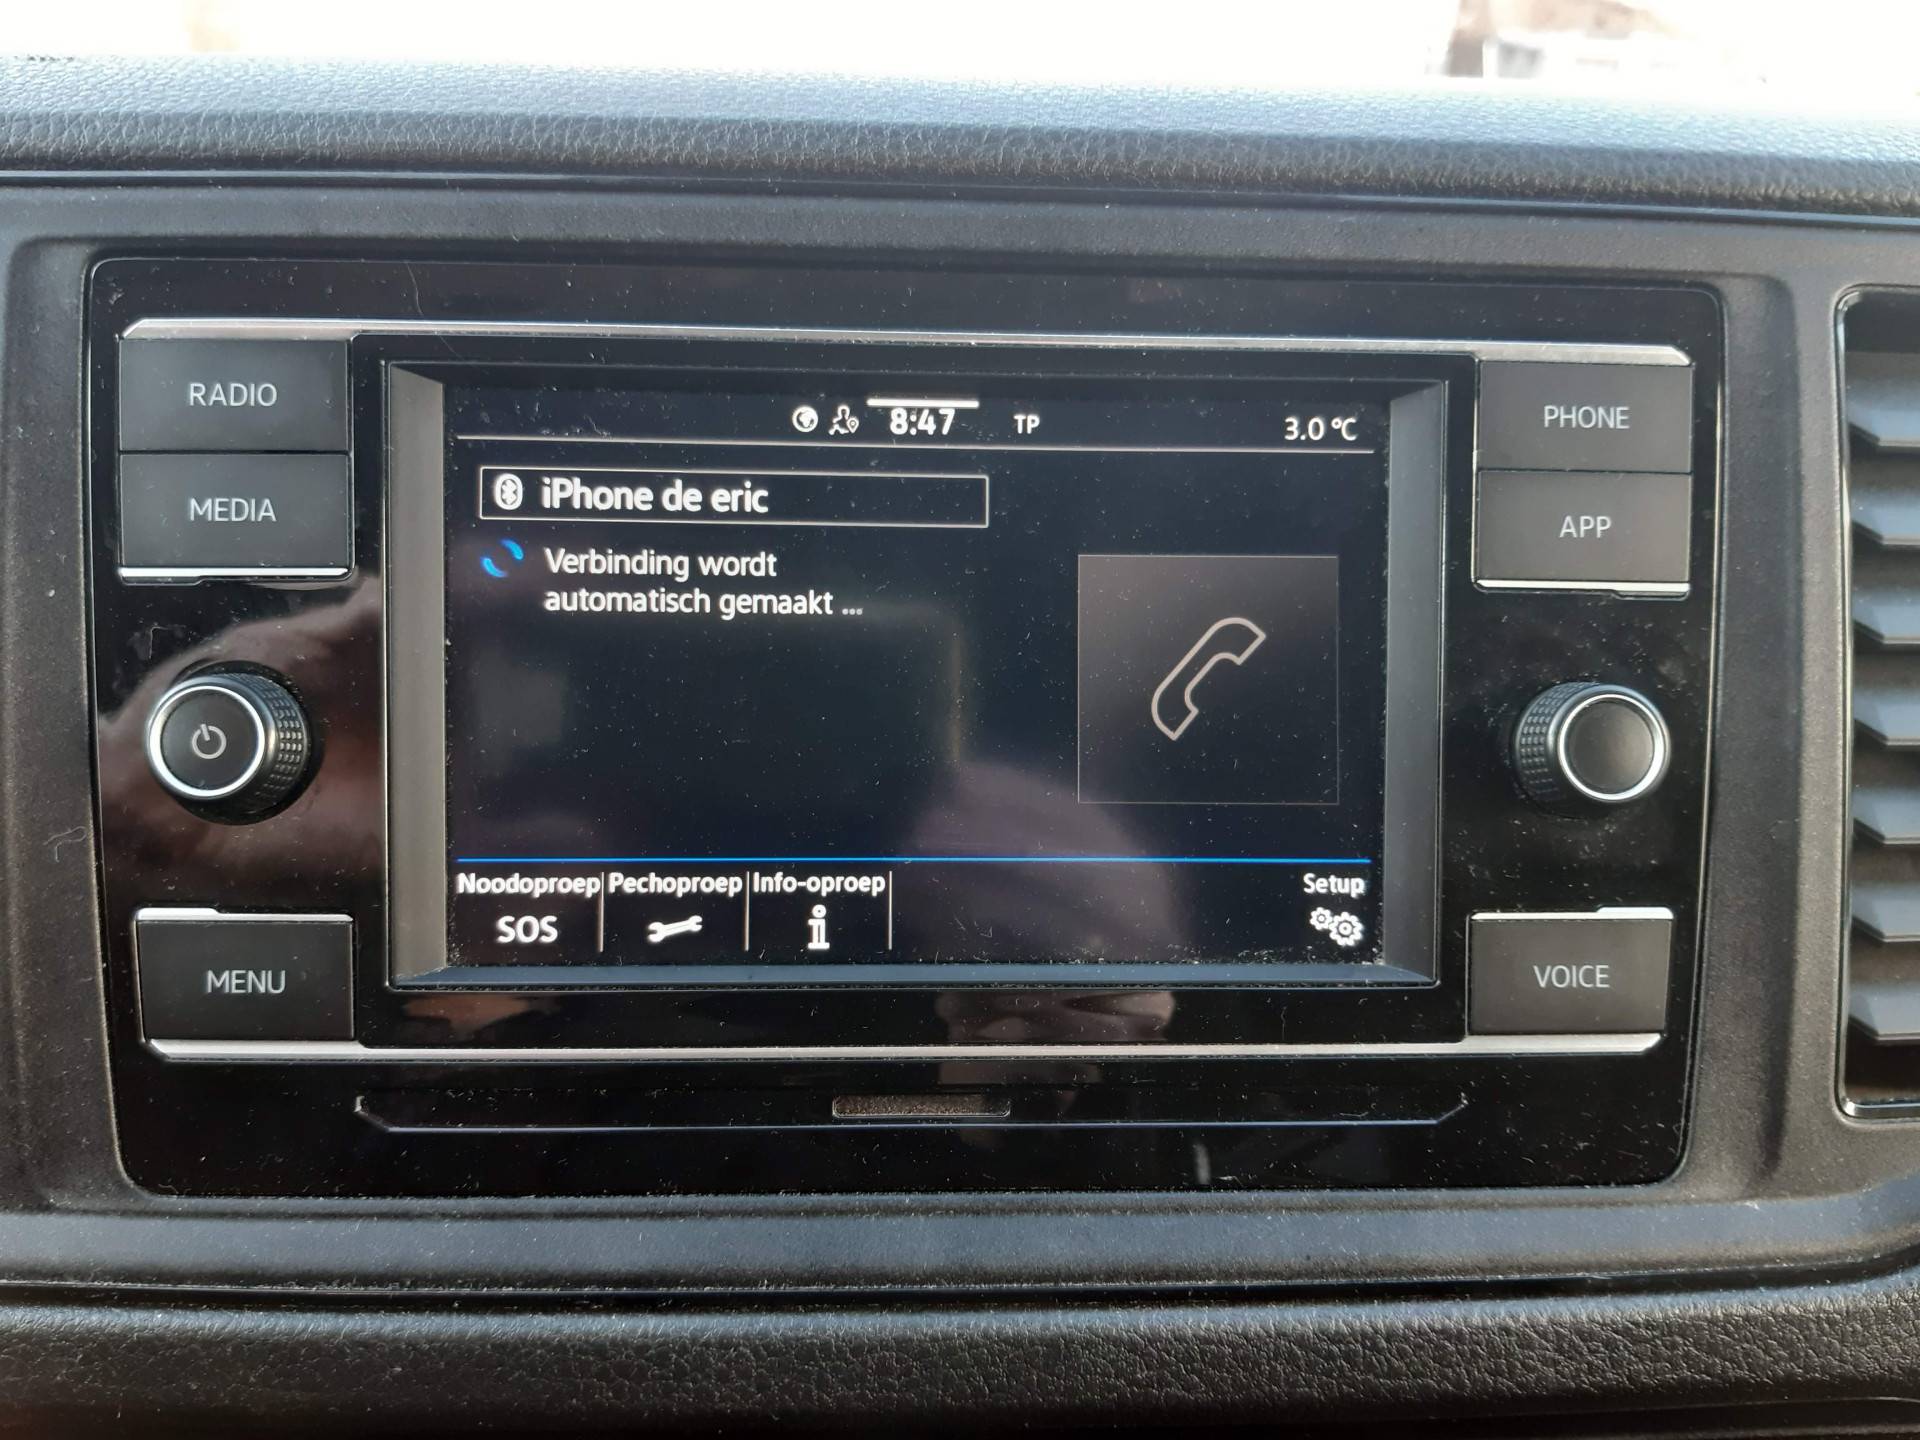 RADIO
MEDIA
MENU
8:47
TP
3.0 °C
iPhone de eric
Verbinding wordt
automatisch gemaakt ...
Noodoproep
Pechoproep
Info-oproep
Setup
SOS
i
PHONE
APP
VOICE